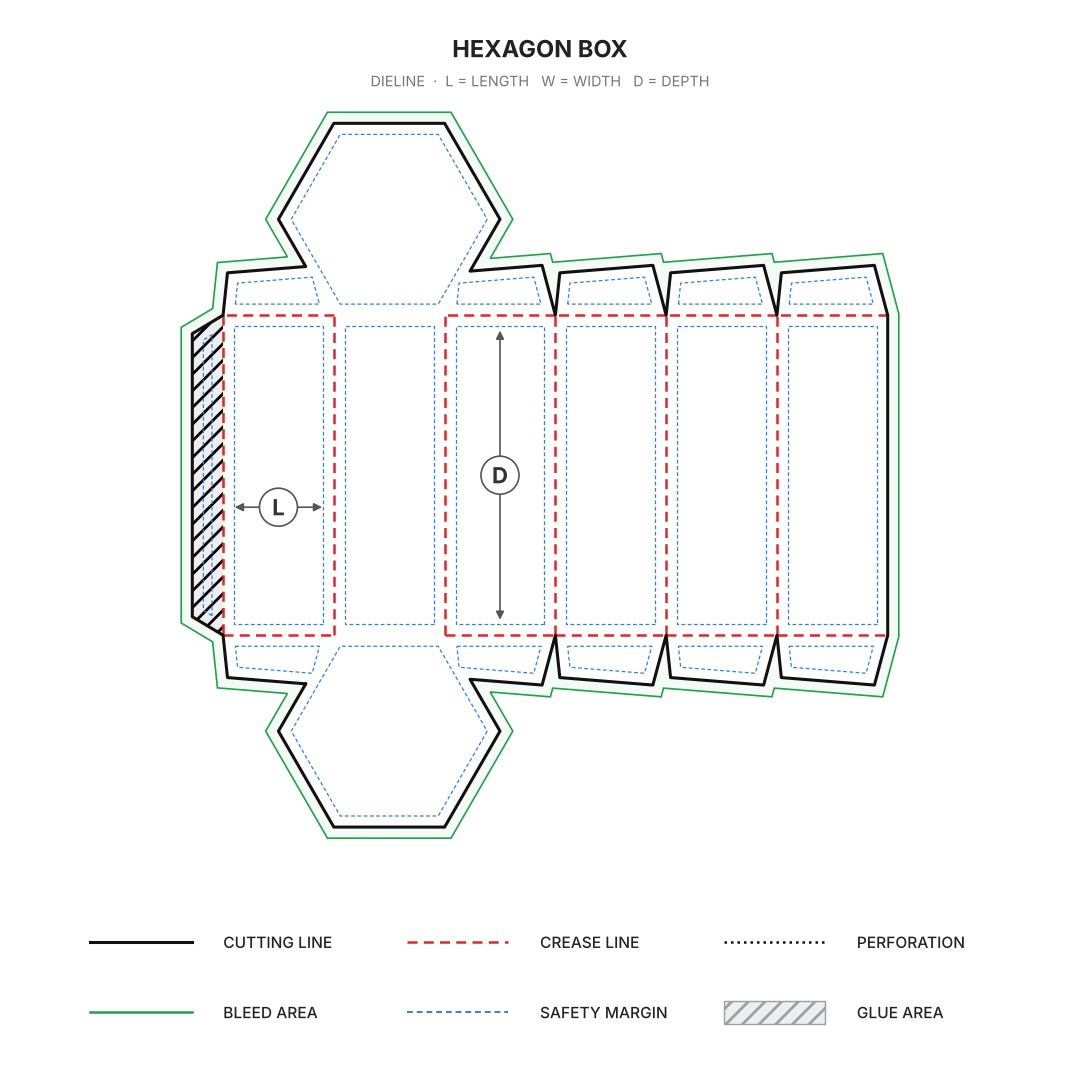 HEXAGON BOX
DIELINE · L = LENGTH W = WIDTH D = DEPTH
D
L
CUTTING LINE
CREASE LINE
PERFORATION
BLEED AREA
SAFETY MARGIN
GLUE AREA